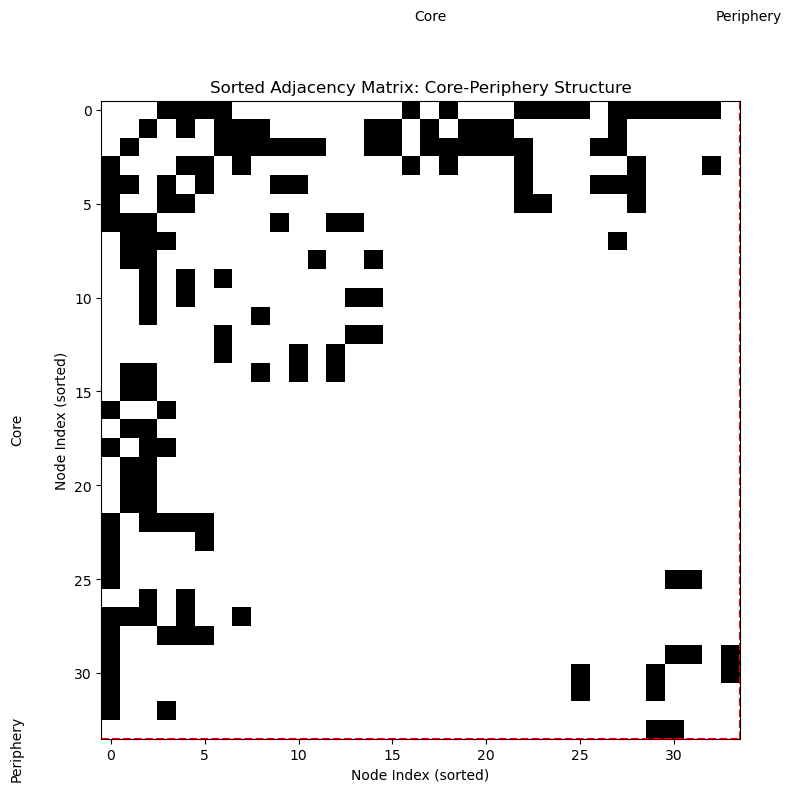 Core Periphery
Sorted Adjacency Matrix: Core-Periphery Structure
0
5
10
15
20
25
30
Node Index (sorted)
Core
Periphery
0 5 10 15 20 25 30
Node Index (sorted)